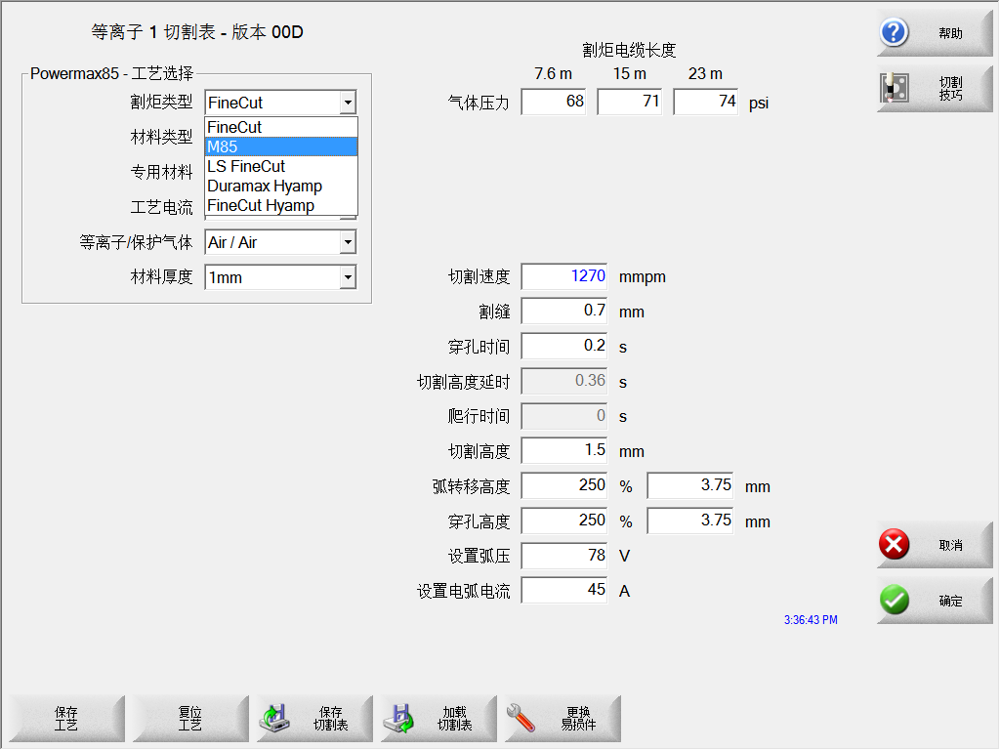 等离子 1 切割表 - 版本 00D
Powermax85 - 工艺选择
割炬类型 FineCut
FineCut
材料类型
M85
LS FineCut
专用材料
Duramax Hyamp
工艺电流
FineCut Hyamp
等离子/保护气体 Air / Air
材料厚度 1mm
割炬电缆长度
7.6 m 15 m 23 m
气体压力 68 71 74 psi
切割速度 1270 mmpm
割缝 0.7 mm
穿孔时间 0.2 s
切割高度延时 0.36 s
爬行时间 0 s
切割高度 1.5 mm
弧转移高度 250 % 3.75 mm
穿孔高度 250 % 3.75 mm
设置弧压 78 V
设置电弧电流 45 A
3:36:43 PM
帮助
切割
技巧
取消
确定
保存
工艺
复位
工艺
保存
切割表
加载
切割表
更换
易损件